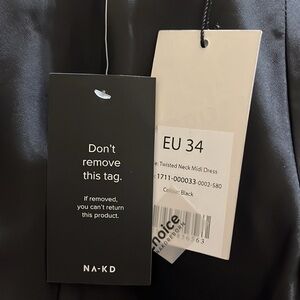 Don't
remove
this tag.
If removed,
you can't return
this product.
NA-KD
EU 34
e: Twisted Neck Midi Dress
1711-000033-0002-580
Colour: Black
choice